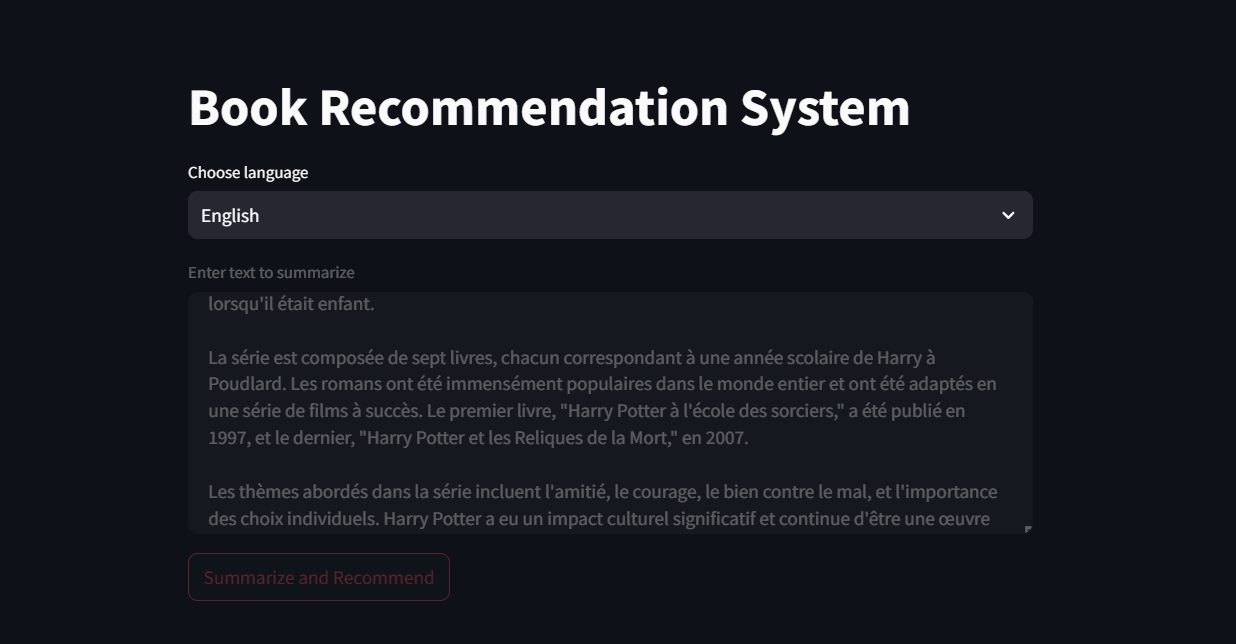 Book Recommendation System
Choose language
English
Enter text to summarize
lorsqu'il était enfant.
La série est composée de sept livres, chacun correspondant à une année scolaire de Harry à
Poudlard. Les romans ont été immensément populaires dans le monde entier et ont été adaptés en
une série de films à succès. Le premier livre, "Harry Potter à l'école des sorciers," a été publié en
1997, et le dernier, "Harry Potter et les Reliques de la Mort," en 2007.
Les thèmes abordés dans la série incluent l'amitié, le courage, le bien contre le mal, et l'importance
des choix individuels. Harry Potter a eu un impact culturel significatif et continue d'être une œuvre
Summarize and Recommend